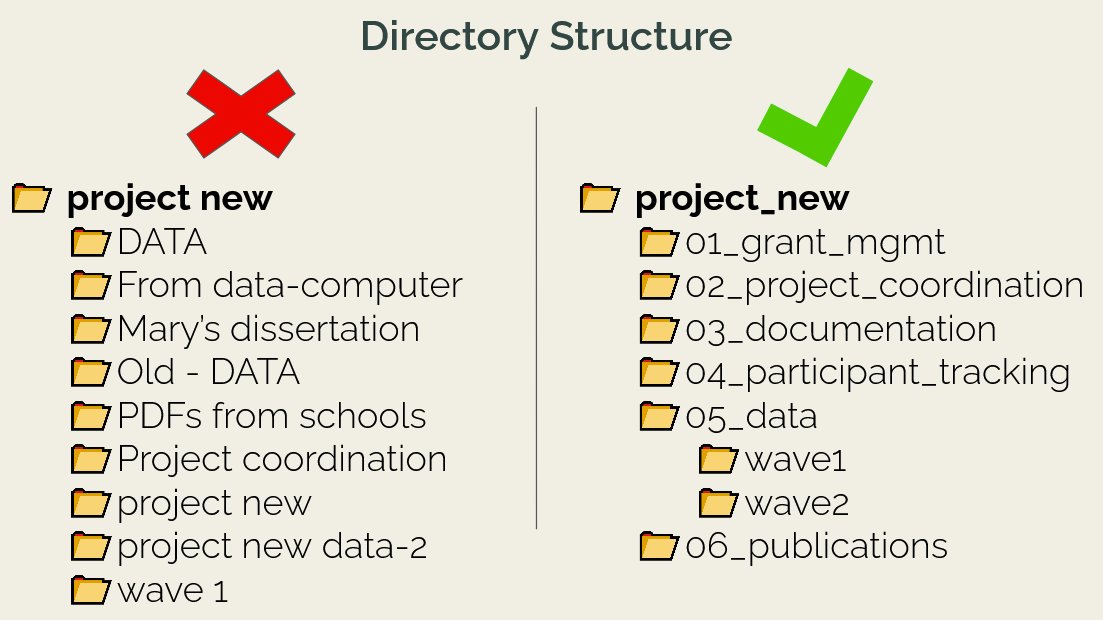 Directory Structure
project new
DATA
From data-computer
Mary’s dissertation
Old - DATA
PDFs from schools
Project coordination
project new
project new data-2
wave 1
project_new
01_grant_mgmt
02_project_coordination
03_documentation
04_participant_tracking
05_data
wave1
wave2
06_publications